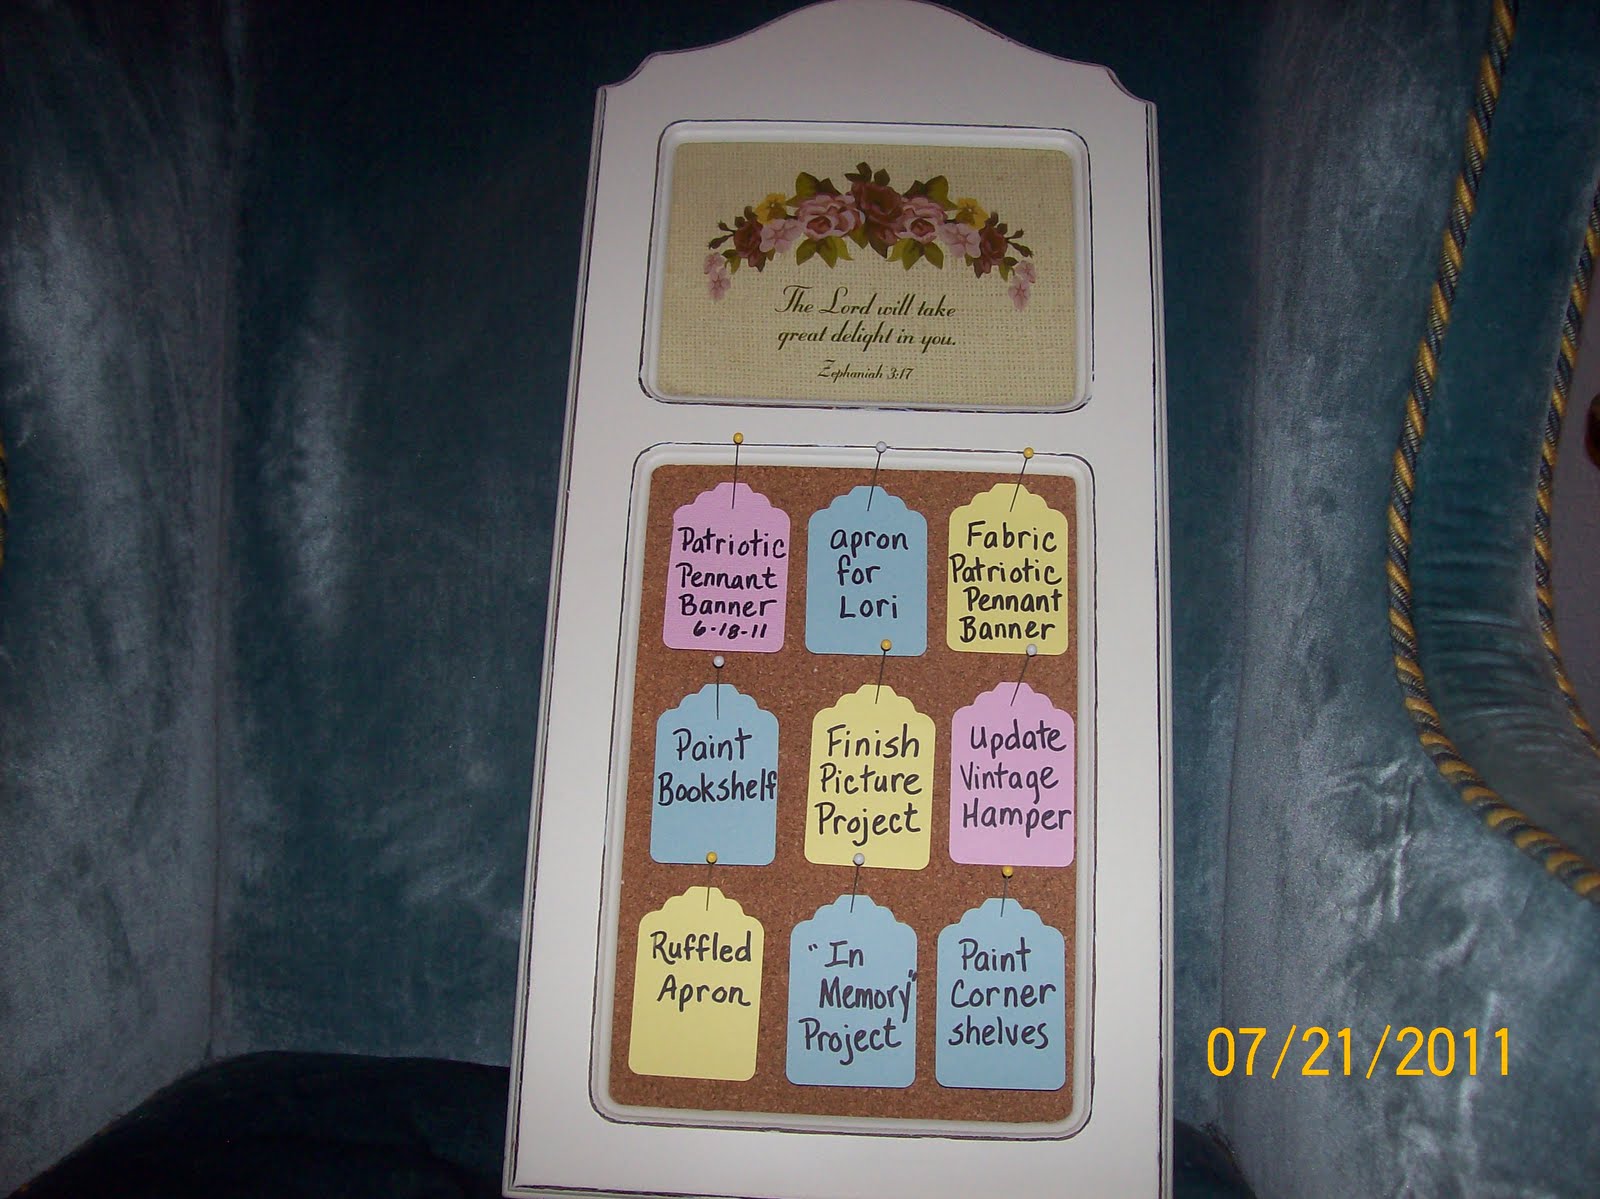 The Lord will take
great delight in you.
Zephaniah 3:17
Patriotic
Pennant
Banner
6-18-11
apron
for
Lori
Fabric
Patriotic
Pennant
Banner
Paint
Bookshelf
Finish
Picture
Project
Update
Vintage
Hamper
Ruffled
Apron
"In
Memory"
Project
Paint
Corner
shelves
07/21/2011